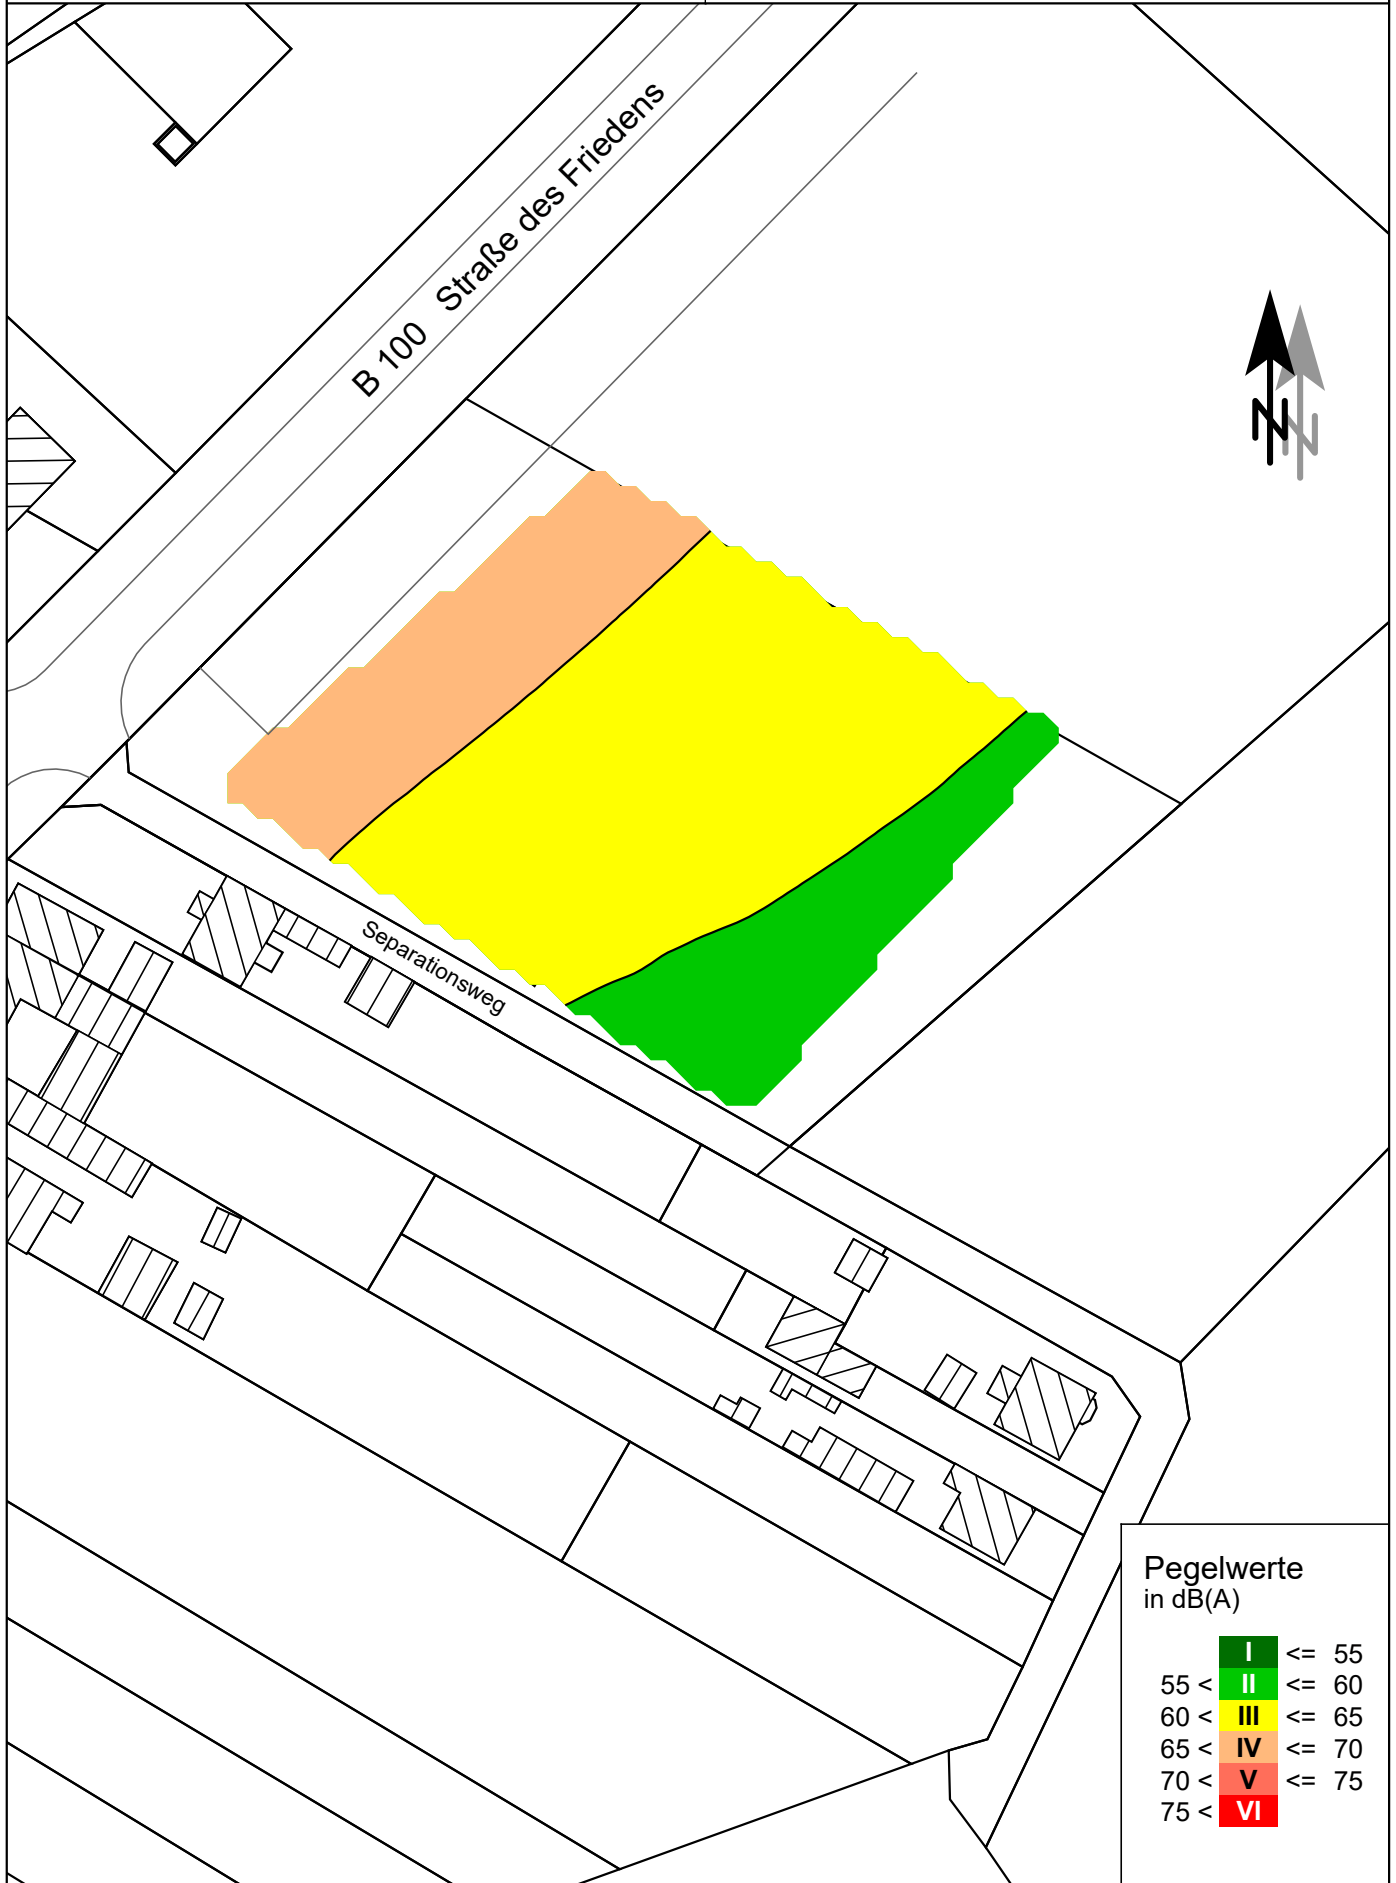 B 100 Straße des Friedens
N
N
Separationsweg
Pegelwerte
in dB(A)
I <= 55
55 < II <= 60
60 < III <= 65
65 < IV <= 70
70 < V <= 75
75 < VI